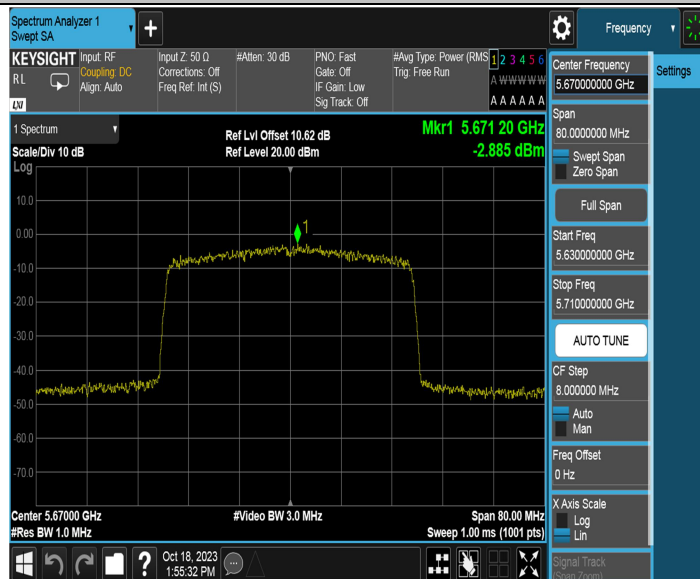 Spectrum Analyzer 1
Swept SA
Frequency
KEYSIGHT
RL
LXI
Input: RF
Coupling: DC
Align: Auto
Input Z: 50 Ω
Corrections: Off
Freq Ref: Int (S)
#Atten: 30 dB
PNO: Fast
Gate: Off
IF Gain: Low
Sig Track: Off
#Avg Type: Power (RMS
Trig: Free Run
1 2 3 4 5 6
A W W W W W
A A A A A A
Center Frequency
5.670000000 GHz
Settings
Span
80.0000000 MHz
Swept Span
Zero Span
Full Span
Start Freq
5.630000000 GHz
Stop Freq
5.710000000 GHz
AUTO TUNE
CF Step
8.000000 MHz
Auto
Man
Freq Offset
0 Hz
X Axis Scale
Log
Lin
Signal Track
(Span Zoom)
1 Spectrum
Scale/Div 10 dB
Ref Lvl Offset 10.62 dB
Ref Level 20.00 dBm
Mkr1 5.671 20 GHz
-2.885 dBm
Log
10.0
0.00
-10.0
-20.0
-30.0
-40.0
-50.0
-60.0
-70.0
1
Center 5.67000 GHz
#Res BW 1.0 MHz
#Video BW 3.0 MHz
Span 80.00 MHz
Sweep 1.00 ms (1001 pts)
?
Oct 18, 2023
1:55:32 PM